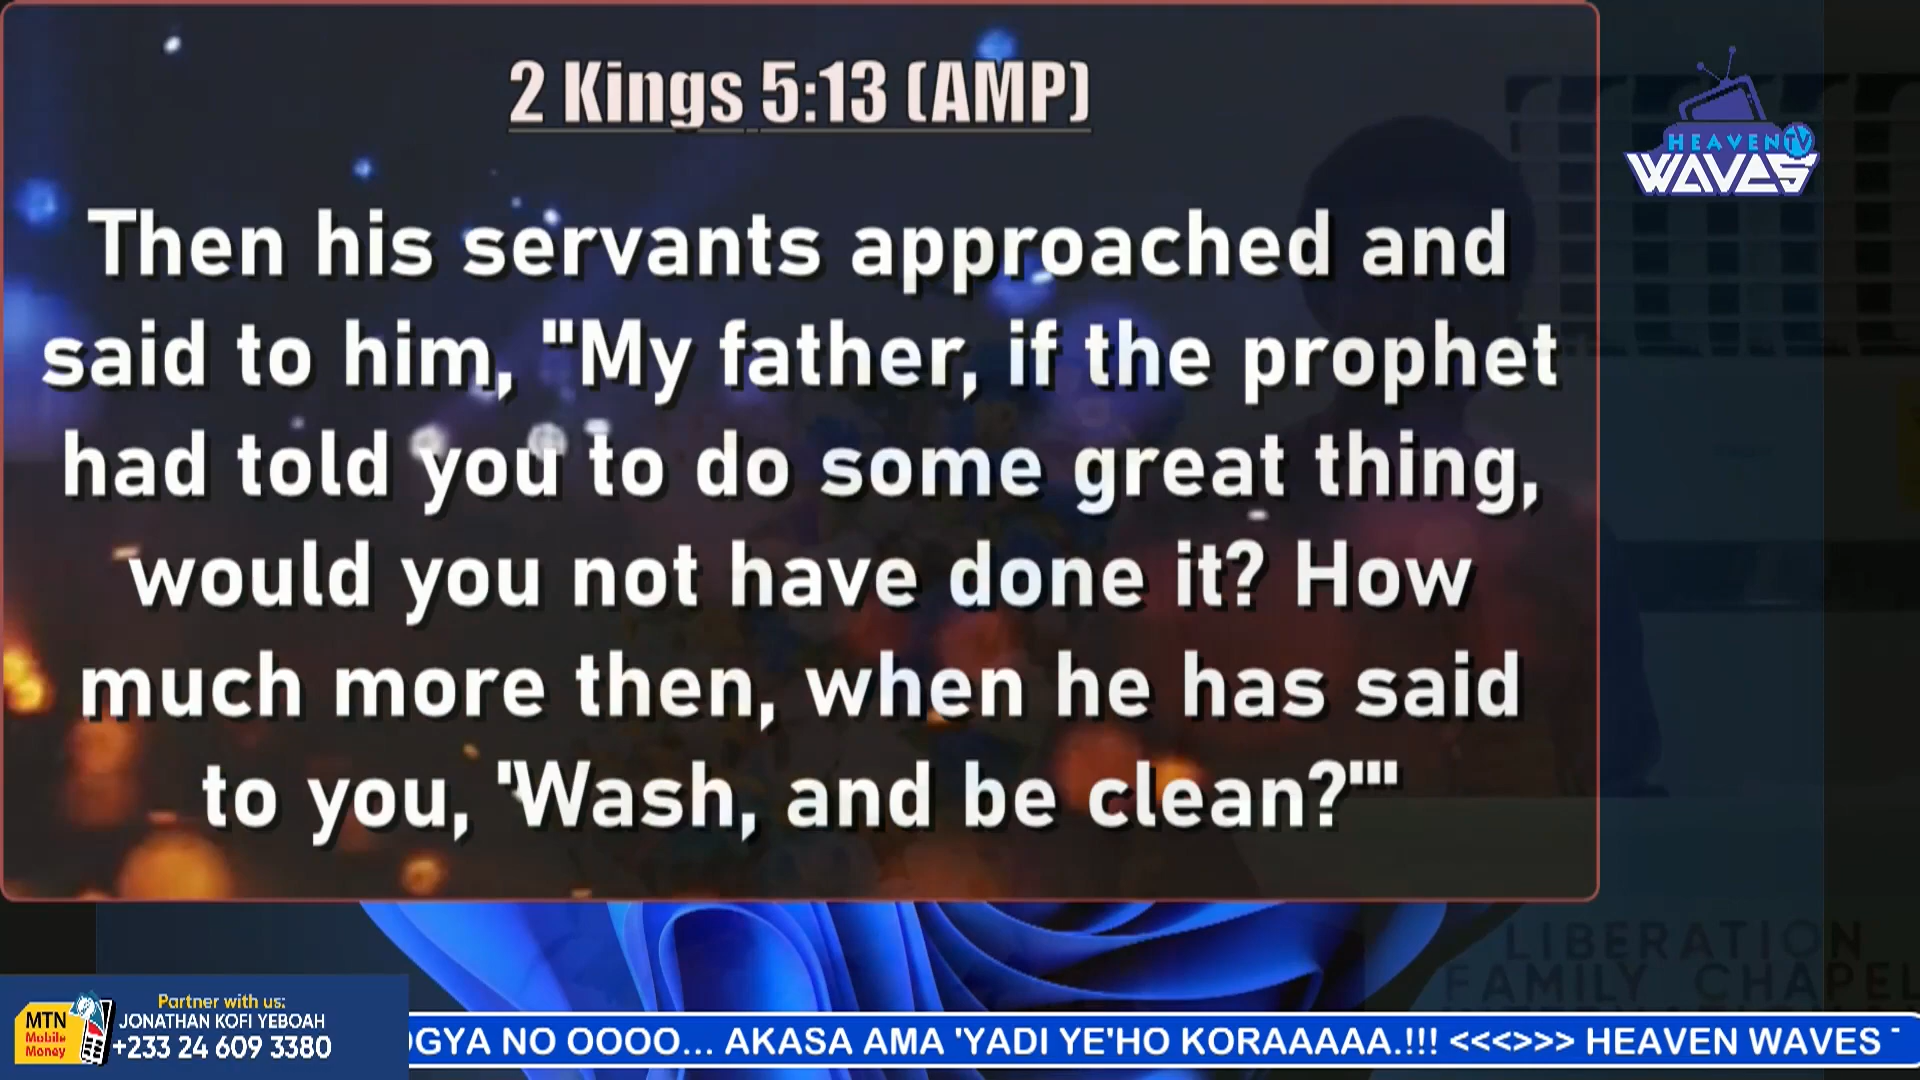 2 Kings 5:13 (AMP)
Then his servants approached and
said to him, "My father, if the prophet
had told you to do some great thing,
would you not have done it? How
much more then, when he has said
to you, 'Wash, and be clean?'"
HEAVEN TV
WAVES
LIBERATION
FAMILY CHAPEL
MTN
Mobile
Money
Partner with us:
JONATHAN KOFI YEBOAH
+233 24 609 3380
OGYA NO OOOO... AKASA AMA 'YADI YE'HO KORAAAAA.!!! <<<>>> HEAVEN WAVES